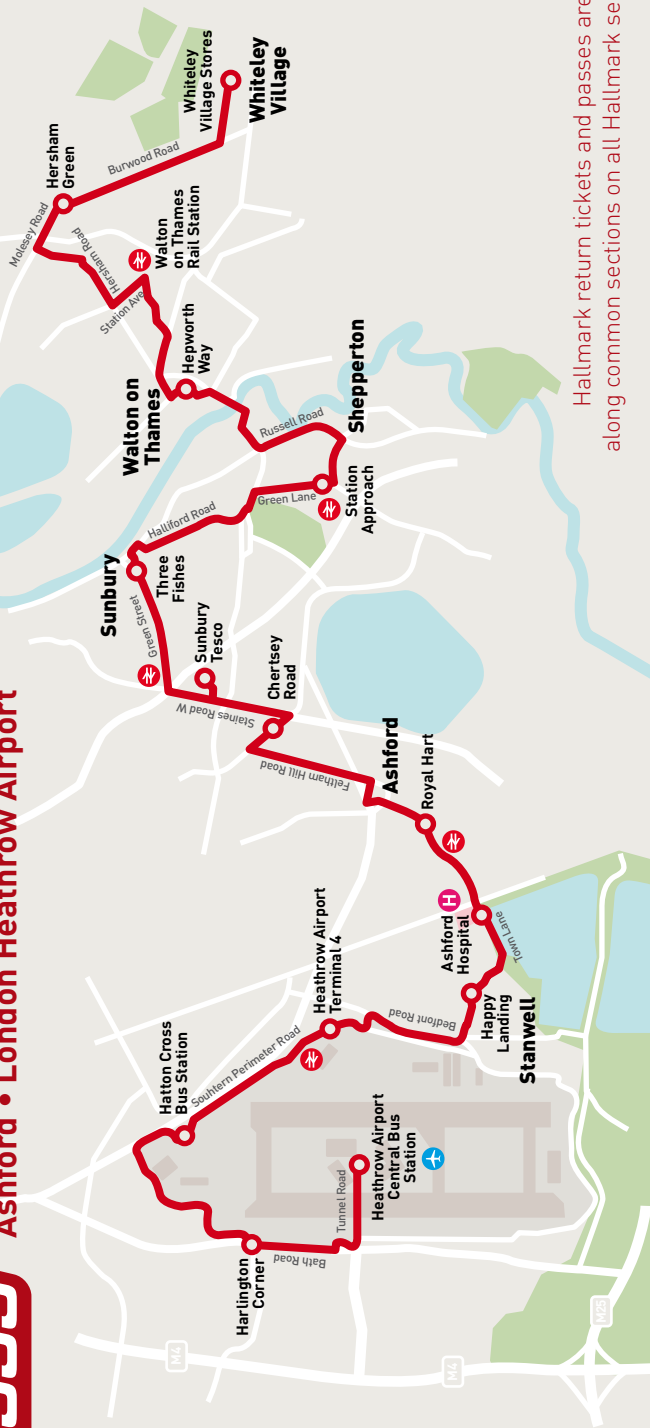 555
Ashford • London Heathrow Airport
Hallmark return tickets and passes are
along common sections on all Hallmark se
Harlington
Corner
Bath Road
Tunnel Road
Heathrow Airport
Central Bus
Station
Hatton Cross
Bus Station
Souhtern Perimeter Road
Heathrow Airport
Terminal 4
Bedfont Road
Happy
Landing
Stanwell
Town Lane
Ashford
Hospital
H
Royal Hart
Ashford
Feltham Hill Road
Chertsey
Road
Staines Road W
Sunbury
Tesco
Green Street
Sunbury
Three
Fishes
Halliford Road
Green Lane
Station
Approach
Shepperton
Russell Road
Walton on
Thames
Hepworth
Way
Station Ave
Walton
on Thames
Rail Station
Hersham Road
Molesey Road
Hersham
Green
Burwood Road
Whiteley
Village Stores
Whiteley
Village
M4
M4
M25